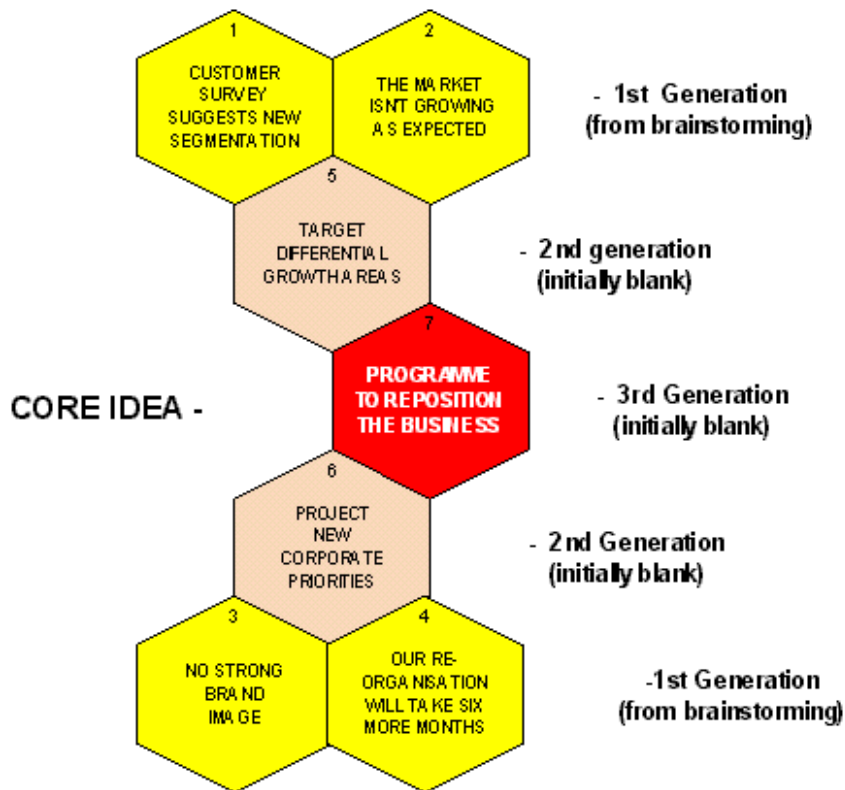 1
CUSTOMER
SURVEY
SUGGESTS NEW
SEGMENTATION
2
THE MARKET
ISN'T GROWING
AS EXPECTED
- 1st Generation
(from brainstorming)
5
TARGET
DIFFERENTIAL
GROWTH AREAS
- 2nd generation
(initially blank)
CORE IDEA -
7
PROGRAMME
TO REPOSITION
THE BUSINESS
- 3rd Generation
(initially blank)
6
PROJECT
NEW
CORPORATE
PRIORITIES
- 2nd Generation
(initially blank)
3
NO STRONG
BRAND
IMAGE
4
OUR RE-
ORGANISATION
WILL TAKE SIX
MORE MONTHS
-1st Generation
(from brainstorming)